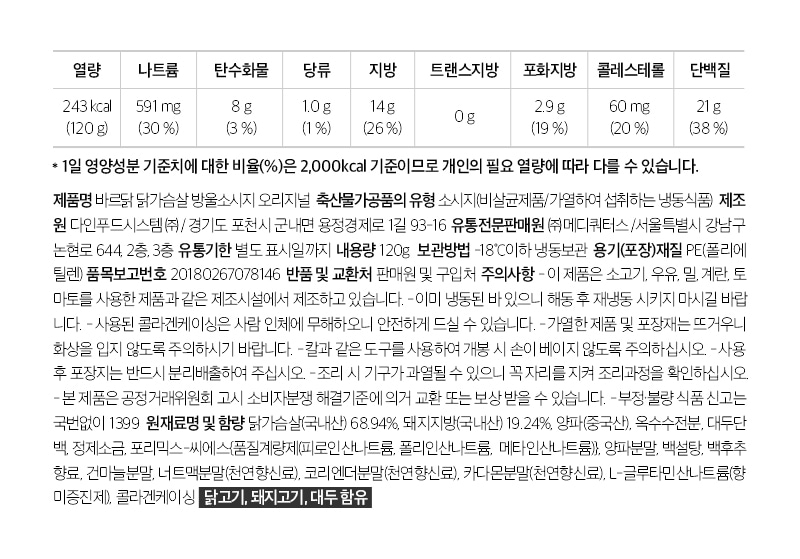 열량 나트륨 탄수화물 당류 지방 트랜스지방 포화지방 콜레스테롤 단백질
243 kcal (120 g) 591 mg (30 %) 8 g (3 %) 1.0 g (1 %) 14 g (26 %) 0 g 2.9 g (19 %) 60 mg (20 %) 21 g (38 %)
* 1일 영양성분 기준치에 대한 비율(%)은 2,000kcal 기준이므로 개인의 필요 열량에 따라 다를 수 있습니다.
제품명 바르닭 닭가슴살 방울소시지 오리지널 축산물가공품의 유형 소시지(비살균제품/가열하여 섭취하는 냉동식품) 제조
원 다인푸드시스템㈜/ 경기도 포천시 군내면 용정경제로 1길 93-16 유통전문판매원 ㈜메디쿼터스 /서울특별시 강남구
논현로 644, 2층, 3층 유통기한 별도 표시일까지 내용량 120g 보관방법 -18℃이하 냉동보관 용기(포장)재질 PE(폴리에
틸렌) 품목보고번호 20180267078146 반품 및 교환처 판매원 및 구입처 주의사항 - 이 제품은 소고기, 우유, 밀, 계란, 토
마토를 사용한 제품과 같은 제조시설에서 제조하고 있습니다. -이미 냉동된 바 있으니 해동 후 재냉동 시키지 마시길 바랍
니다. - 사용된 콜라겐케이싱은 사람 인체에 무해하오니 안전하게 드실 수 있습니다. -가열한 제품 및 포장재는 뜨거우니
화상을 입지 않도록 주의하시기 바랍니다. -칼과 같은 도구를 사용하여 개봉 시 손이 베이지 않도록 주의하십시오. -사용
후 포장지는 반드시 분리배출하여 주십시오. -조리 시 기구가 과열될 수 있으니 꼭 자리를 지켜 조리과정을 확인하십시오.
- 본 제품은 공정거래위원회 고시 소비자분쟁 해결기준에 의거 교환 또는 보상 받을 수 있습니다. -부정·불량 식품 신고는
국번없이 1399 원재료명 및 함량 닭가슴살(국내산) 68.94%, 돼지지방(국내산) 19.24%, 양파(중국산), 옥수수전분, 대두단
백, 정제소금, 포리믹스-씨에스{품질계량제(피로인산나트륨, 폴리인산나트륨, 메타인산나트륨)}, 양파분말, 백설탕, 백후추
향료, 건마늘분말, 너트맥분말(천연향신료), 코리엔더분말(천연향신료), 카다몬분말(천연향신료), L-글루타민산나트륨(향
미증진제), 콜라겐케이싱 닭고기, 돼지고기, 대두 함유